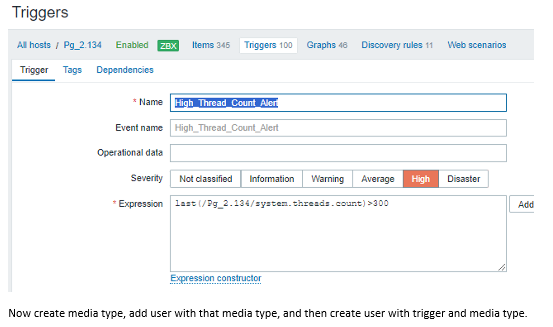 Triggers
All hosts / Pg_2.134 Enabled ZBX Items 345 Triggers 100 Graphs 46 Discovery rules 11 Web scenarios
Trigger Tags Dependencies
* Name High_Thread_Count_Alert
Event name High_Thread_Count_Alert
Operational data
Severity Not classified Information Warning Average High Disaster
* Expression last(/Pg_2.134/system.threads.count)>300 Add
Expression constructor
Now create media type, add user with that media type, and then create user with trigger and media type.